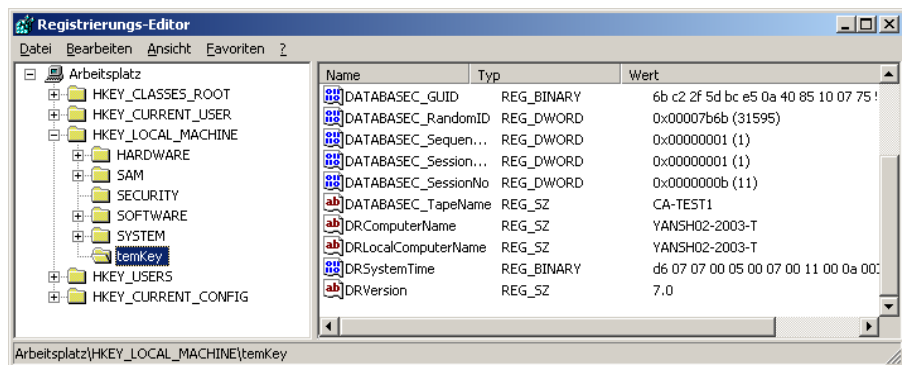 Registrierungs-Editor
Datei Bearbeiten Ansicht Favoriten ?
Arbeitsplatz
HKEY_CLASSES_ROOT
HKEY_CURRENT_USER
HKEY_LOCAL_MACHINE
HARDWARE
SAM
SECURITY
SOFTWARE
SYSTEM
temKey
HKEY_USERS
HKEY_CURRENT_CONFIG
Name Typ Wert
DATABASEC_GUID REG_BINARY 6b c2 2f 5d bc e5 0a 40 85 10 07 75
DATABASEC_RandomID REG_DWORD 0x00007b6b (31595)
DATABASEC_Sequen... REG_DWORD 0x00000001 (1)
DATABASEC_Session... REG_DWORD 0x00000001 (1)
DATABASEC_SessionNo REG_DWORD 0x0000000b (11)
DATABASEC_TapeName REG_SZ CA-TEST1
DRComputerName REG_SZ YANSH02-2003-T
DRLocalComputerName REG_SZ YANSH02-2003-T
DRSystemTime REG_BINARY d6 07 07 00 05 00 07 00 11 00 0a 00
DRVersion REG_SZ 7.0
Arbeitsplatz\HKEY_LOCAL_MACHINE\temKey